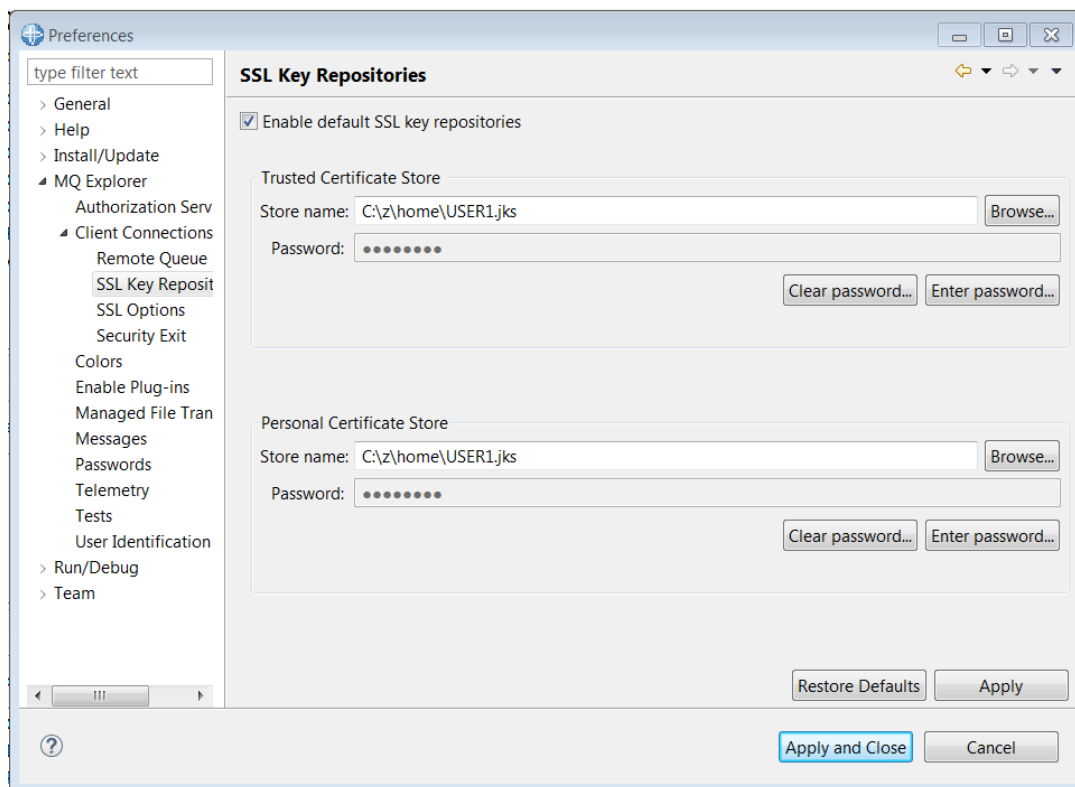 Preferences
type filter text
General
Help
Install/Update
MQ Explorer
Authorization Serv
Client Connections
Remote Queue
SSL Key Reposit
SSL Options
Security Exit
Colors
Enable Plug-ins
Managed File Tran
Messages
Passwords
Telemetry
Tests
User Identification
Run/Debug
Team
SSL Key Repositories
Enable default SSL key repositories
Trusted Certificate Store
Store name: C:\z\home\USER1.jks Browse...
Password: ●●●●●●●●
Clear password... Enter password...
Personal Certificate Store
Store name: C:\z\home\USER1.jks Browse...
Password: ●●●●●●●●
Clear password... Enter password...
Restore Defaults Apply
Apply and Close Cancel